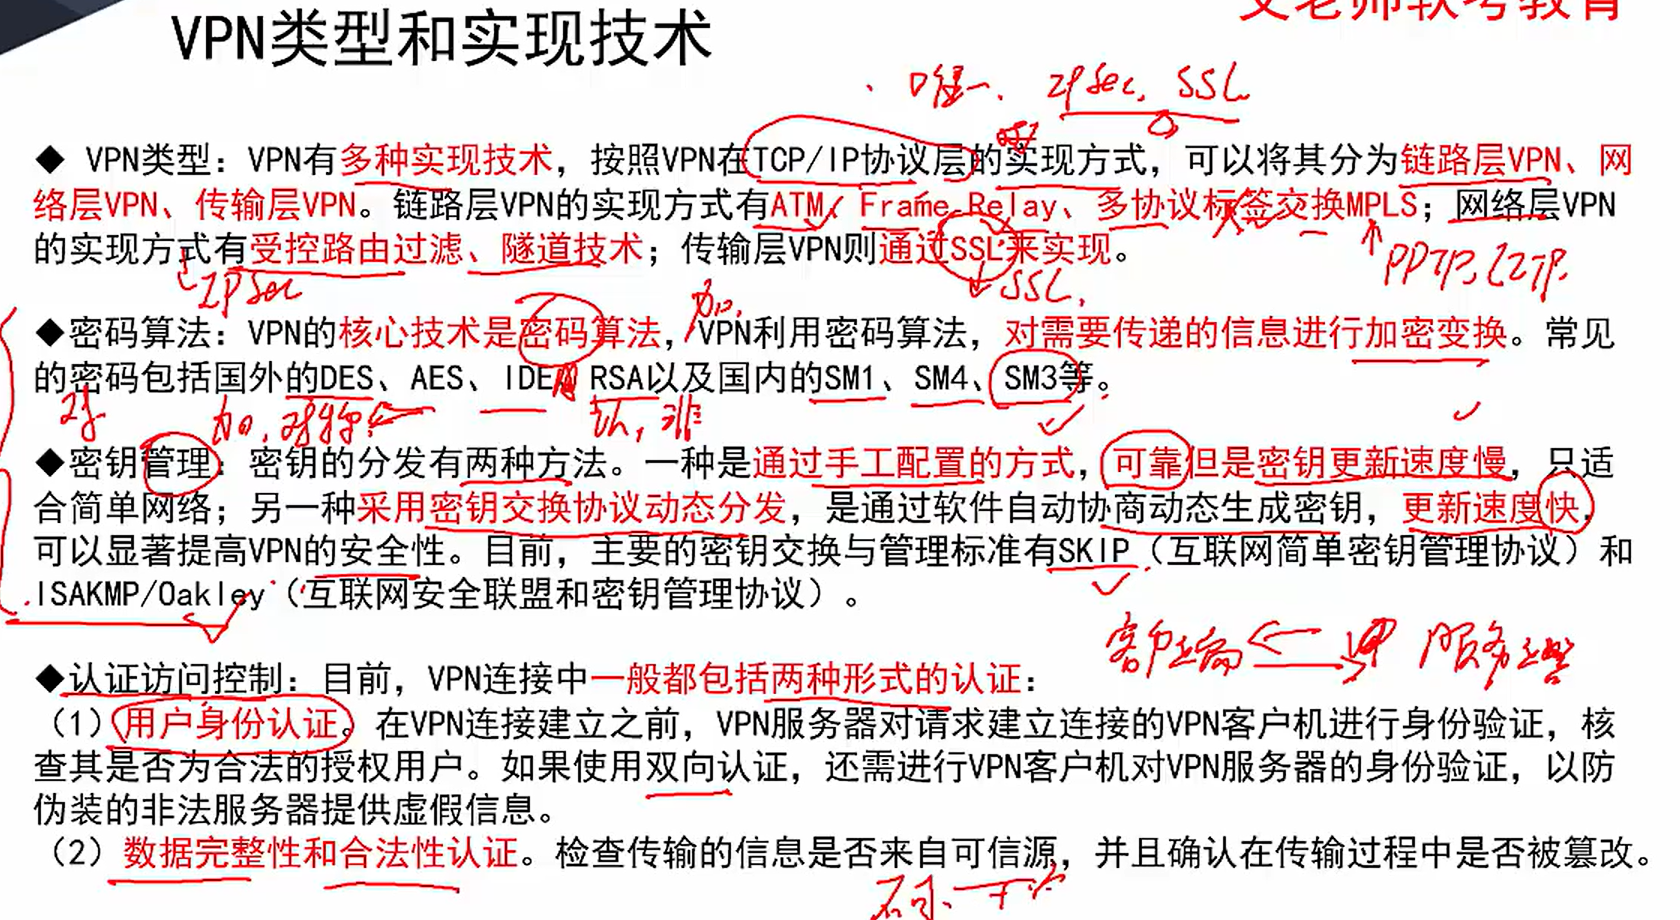 艾老师软考教育
VPN类型和实现技术
唯一、IPSec、SSL
◆ VPN类型：VPN有多种实现技术，按照VPN在TCP/IP协议层的实现方式，可以将其分为链路层VPN、网
络层VPN、传输层VPN。链路层VPN的实现方式有ATM、Frame Relay、多协议标签交换MPLS；网络层VPN
的实现方式有受控路由过滤、隧道技术；传输层VPN则通过SSL来实现。
PPTP、L2TP.
IPSec
SSL.
◆密码算法：VPN的核心技术是密码算法，VPN利用密码算法，对需要传递的信息进行加密变换。常见
的密码包括国外的DES、AES、IDEA、RSA以及国内的SM1、SM4、SM3等。
◆密钥管理：密钥的分发有两种方法。一种是通过手工配置的方式，可靠但是密钥更新速度慢，只适
合简单网络；另一种采用密钥交换协议动态分发，是通过软件自动协商动态生成密钥，更新速度快，
可以显著提高VPN的安全性。目前，主要的密钥交换与管理标准有SKIP（互联网简单密钥管理协议）和
ISAKMP/Oakley（互联网安全联盟和密钥管理协议）。
客户端 服务器
◆认证访问控制：目前，VPN连接中一般都包括两种形式的认证：
（1）用户身份认证。在VPN连接建立之前，VPN服务器对请求建立连接的VPN客户机进行身份验证，核
查其是否为合法的授权用户。如果使用双向认证，还需进行VPN客户机对VPN服务器的身份验证，以防
伪装的非法服务器提供虚假信息。
（2）数据完整性和合法性认证。检查传输的信息是否来自可信源，并且确认在传输过程中是否被篡改。